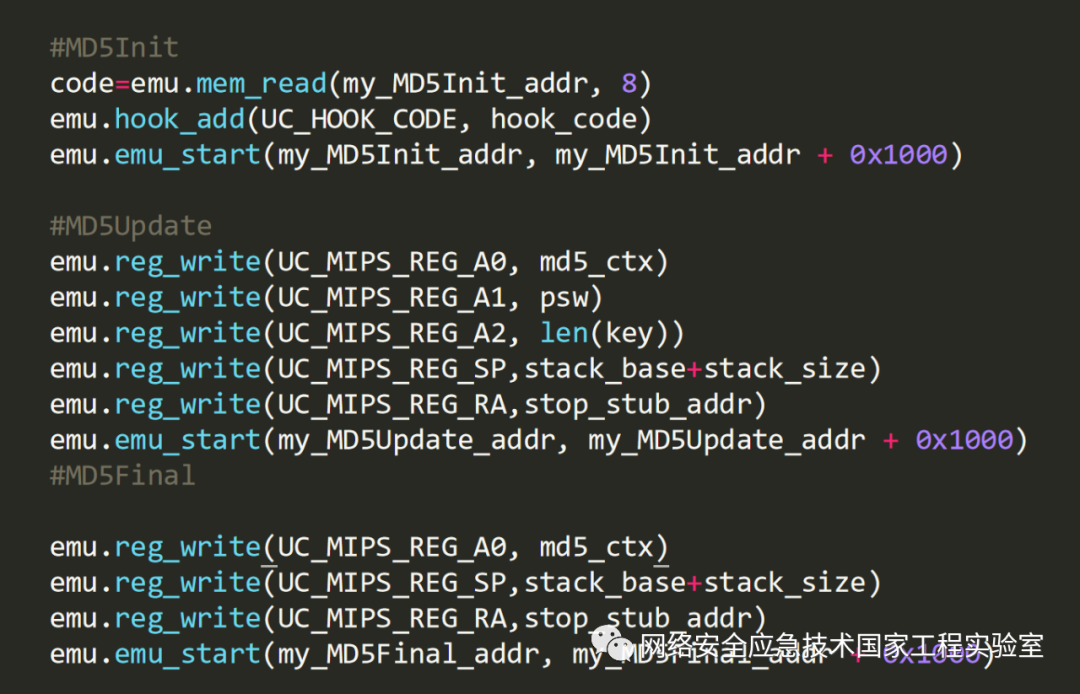 #MD5Init
code=emu.mem_read(my_MD5Init_addr, 8)
emu.hook_add(UC_HOOK_CODE, hook_code)
emu.emu_start(my_MD5Init_addr, my_MD5Init_addr + 0x1000)
#MD5Update
emu.reg_write(UC_MIPS_REG_A0, md5_ctx)
emu.reg_write(UC_MIPS_REG_A1, psw)
emu.reg_write(UC_MIPS_REG_A2, len(key))
emu.reg_write(UC_MIPS_REG_SP,stack_base+stack_size)
emu.reg_write(UC_MIPS_REG_RA,stop_stub_addr)
emu.emu_start(my_MD5Update_addr, my_MD5Update_addr + 0x1000)
#MD5Final
emu.reg_write(UC_MIPS_REG_A0, md5_ctx)
emu.reg_write(UC_MIPS_REG_SP,stack_base+stack_size)
emu.reg_write(UC_MIPS_REG_RA,stop_stub_addr)
emu.emu_start(my_MD5Final_addr, my_MD5Final_addr + 0x1000)
网络安全应急技术国家工程实验室